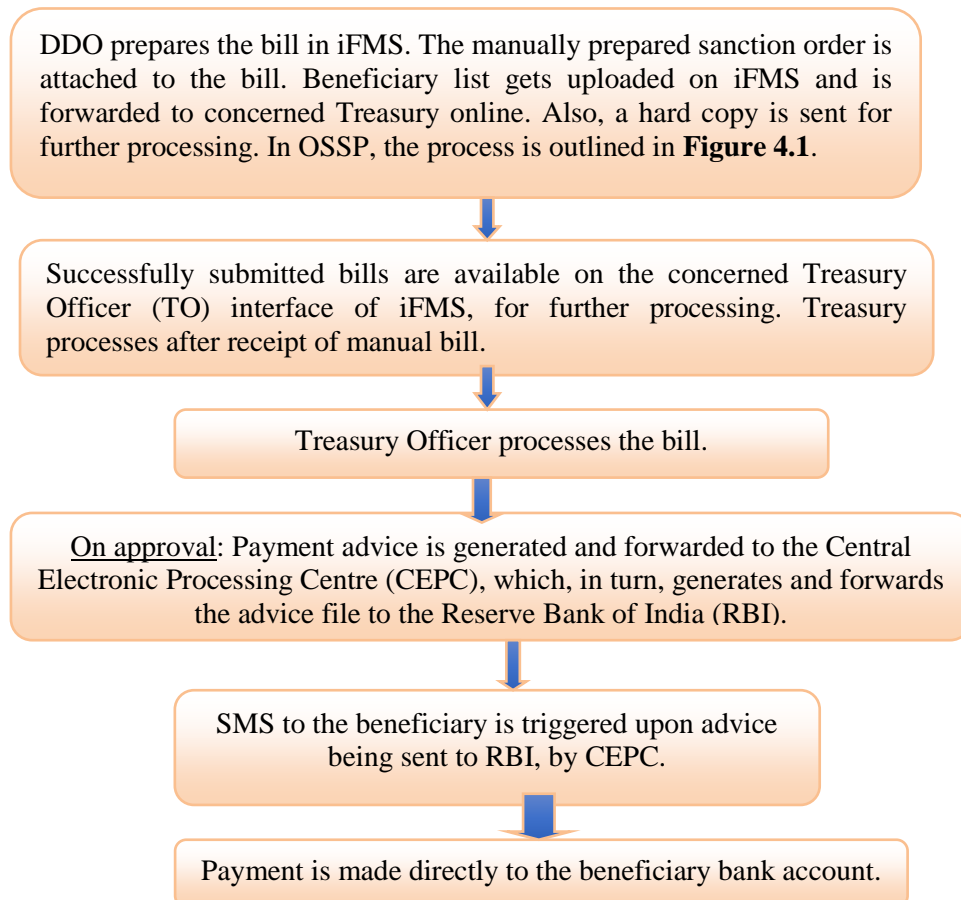 DDO prepares the bill in iFMS. The manually prepared sanction order is
attached to the bill. Beneficiary list gets uploaded on iFMS and is
forwarded to concerned Treasury online. Also, a hard copy is sent for
further processing. In OSSP, the process is outlined in Figure 4.1.
Successfully submitted bills are available on the concerned Treasury
Officer (TO) interface of iFMS, for further processing. Treasury
processes after receipt of manual bill.
Treasury Officer processes the bill.
On approval: Payment advice is generated and forwarded to the Central
Electronic Processing Centre (CEPC), which, in turn, generates and forwards
the advice file to the Reserve Bank of India (RBI).
SMS to the beneficiary is triggered upon advice
being sent to RBI, by CEPC.
Payment is made directly to the beneficiary bank account.